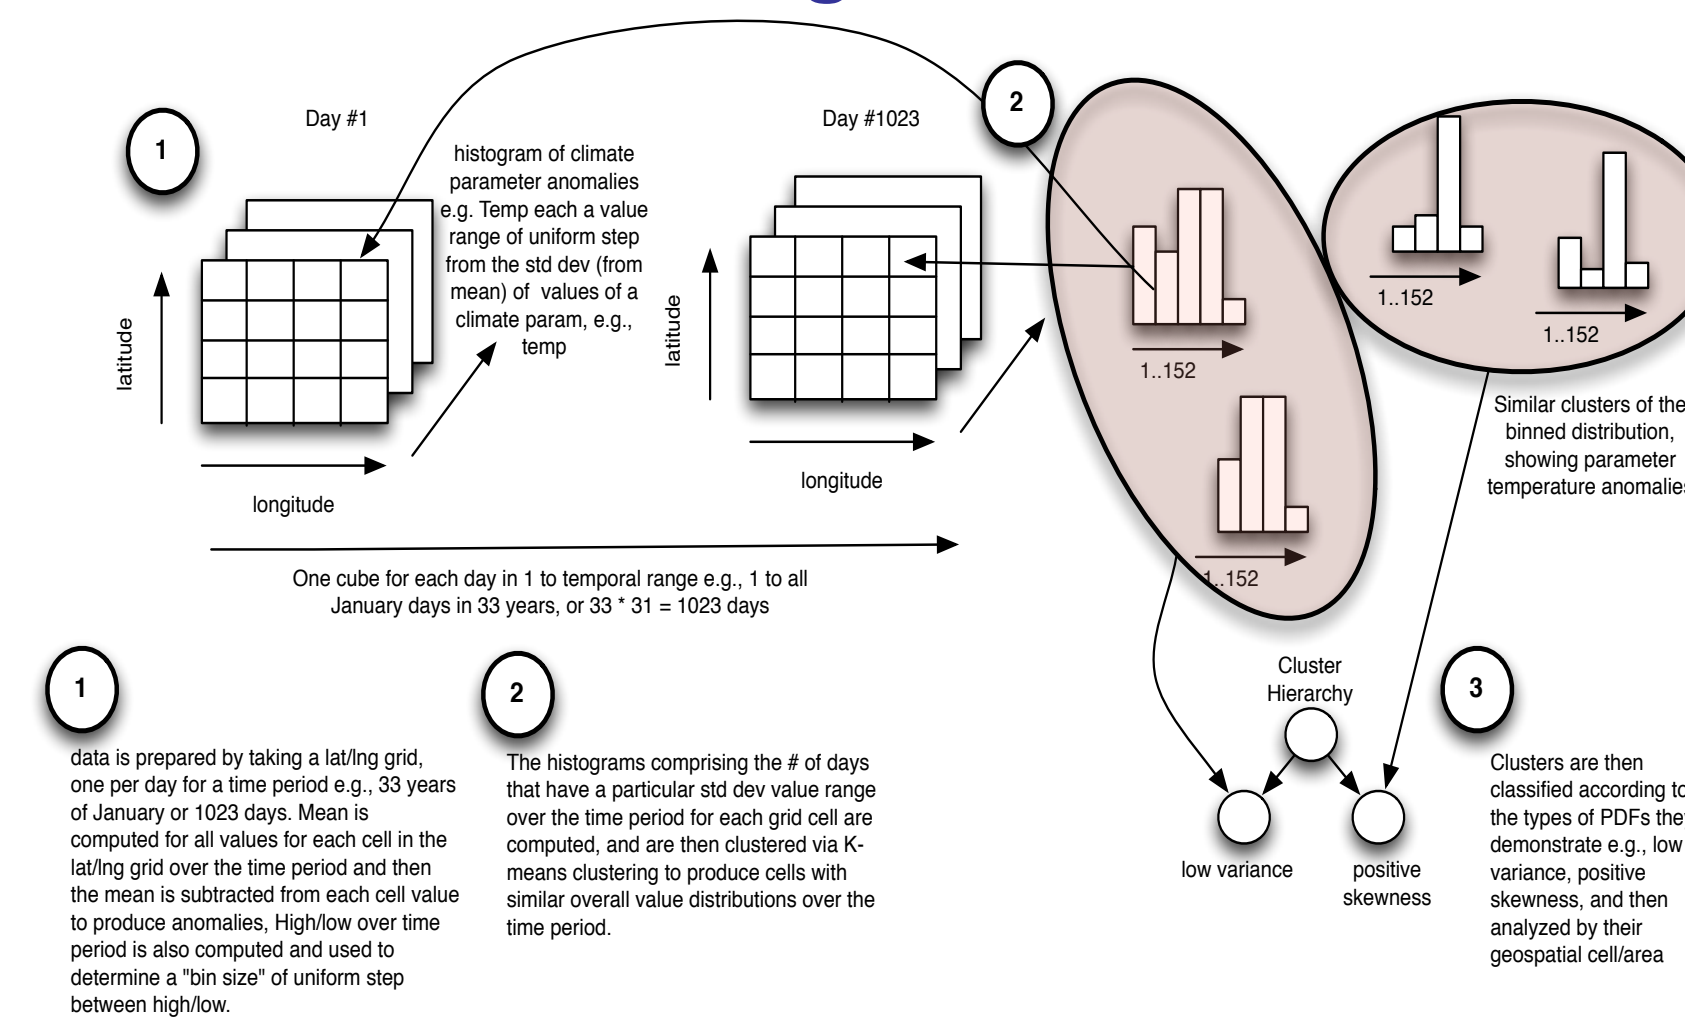 1
Day #1
histogram of climate
parameter anomalies
e.g. Temp each a value
range of uniform step
from the std dev (from
mean) of values of a
climate param, e.g.,
temp
latitude
longitude
Day #1023
latitude
longitude
One cube for each day in 1 to temporal range e.g., 1 to all
January days in 33 years, or 33 * 31 = 1023 days
2
1..152
1..152
1..152
1..152
Similar clusters of the
binned distribution,
showing parameter
temperature anomalies
Cluster
Hierarchy
low variance
positive
skewness
1
data is prepared by taking a lat/lng grid,
one per day for a time period e.g., 33 years
of January or 1023 days. Mean is
computed for all values for each cell in the
lat/lng grid over the time period and then
the mean is subtracted from each cell value
to produce anomalies, High/low over time
period is also computed and used to
determine a "bin size" of uniform step
between high/low.
2
The histograms comprising the # of days
that have a particular std dev value range
over the time period for each grid cell are
computed, and are then clustered via K-
means clustering to produce cells with
similar overall value distributions over the
time period.
3
Clusters are then
classified according to
the types of PDFs they
demonstrate e.g., low
variance, positive
skewness, and then
analyzed by their
geospatial cell/area